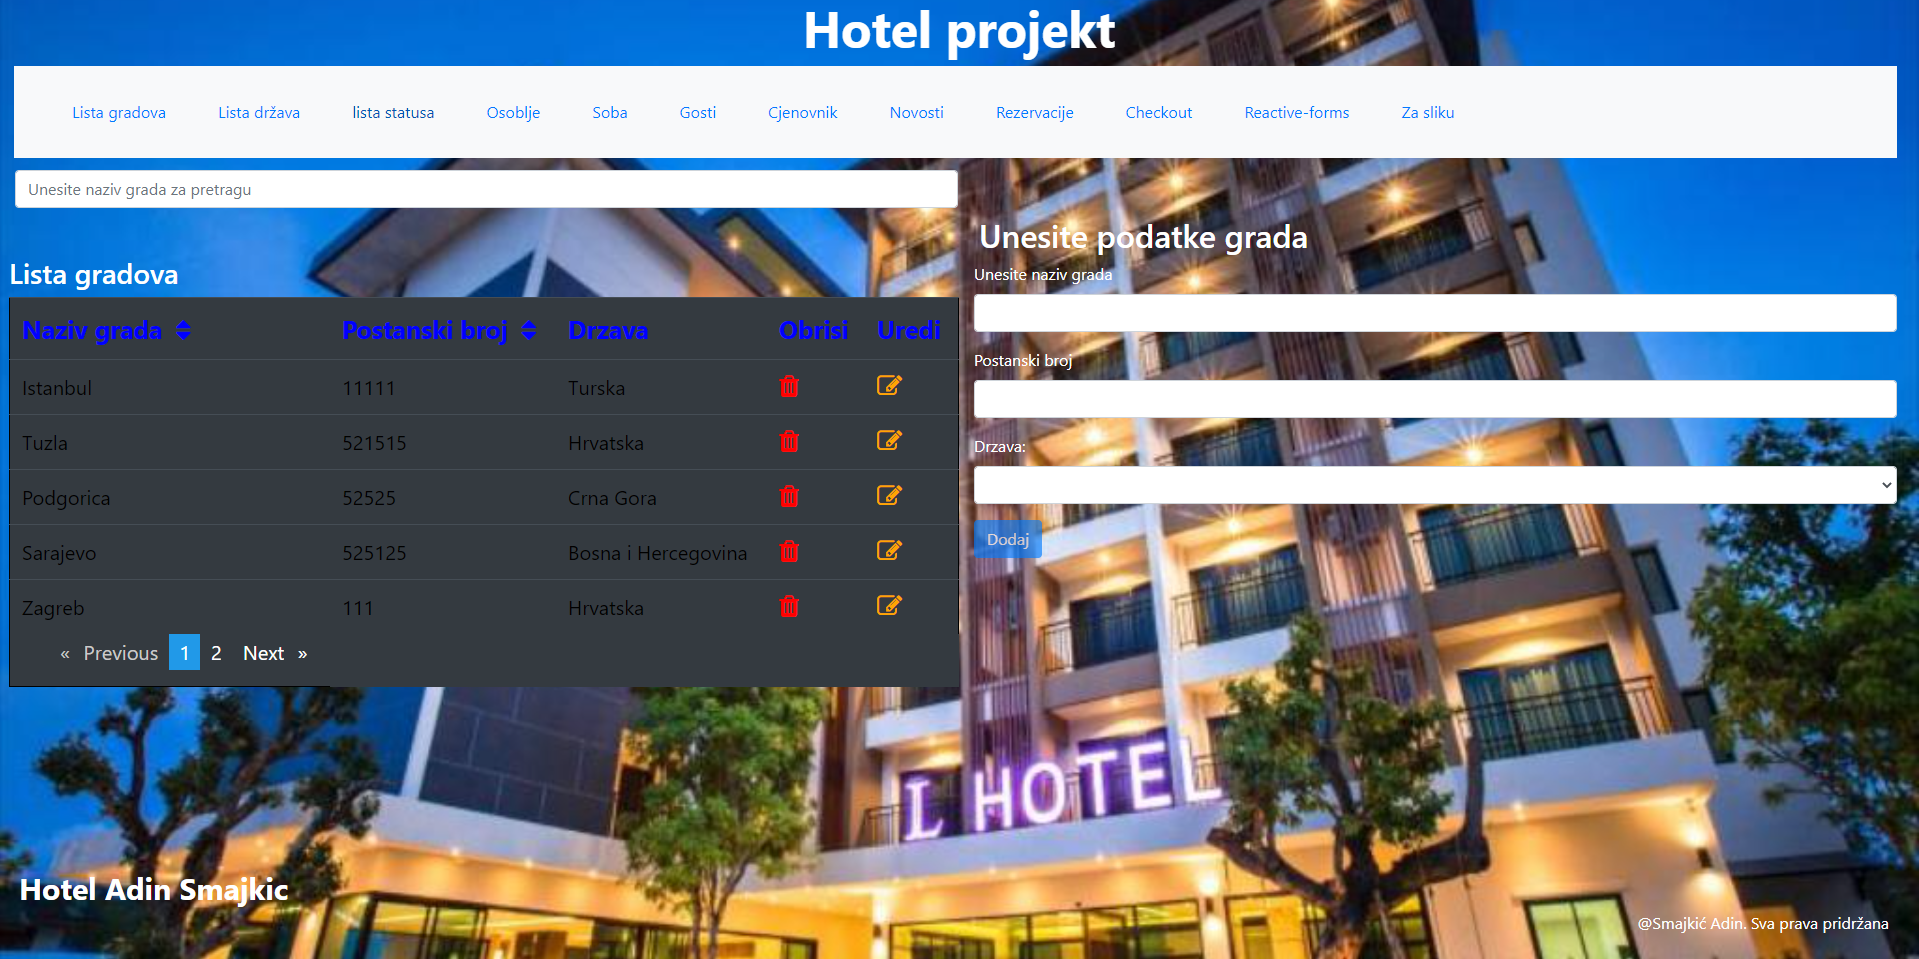 Hotel projekt
Lista gradova Lista država lista statusa Osoblje Soba Gosti Cjenovnik Novosti Rezervacije Checkout Reactive-forms Za sliku
Unesite naziv grada za pretragu
Lista gradova
Naziv grada Postanski broj Drzava Obrisi Uredi
Istanbul 11111 Turska
Tuzla 521515 Hrvatska
Podgorica 52525 Crna Gora
Sarajevo 525125 Bosna i Hercegovina
Zagreb 111 Hrvatska
« Previous 1 2 Next »
Unesite podatke grada
Unesite naziv grada
Postanski broj
Drzava:
Dodaj
L HOTEL
Hotel Adin Smajkic
@Smajkić Adin. Sva prava pridržana